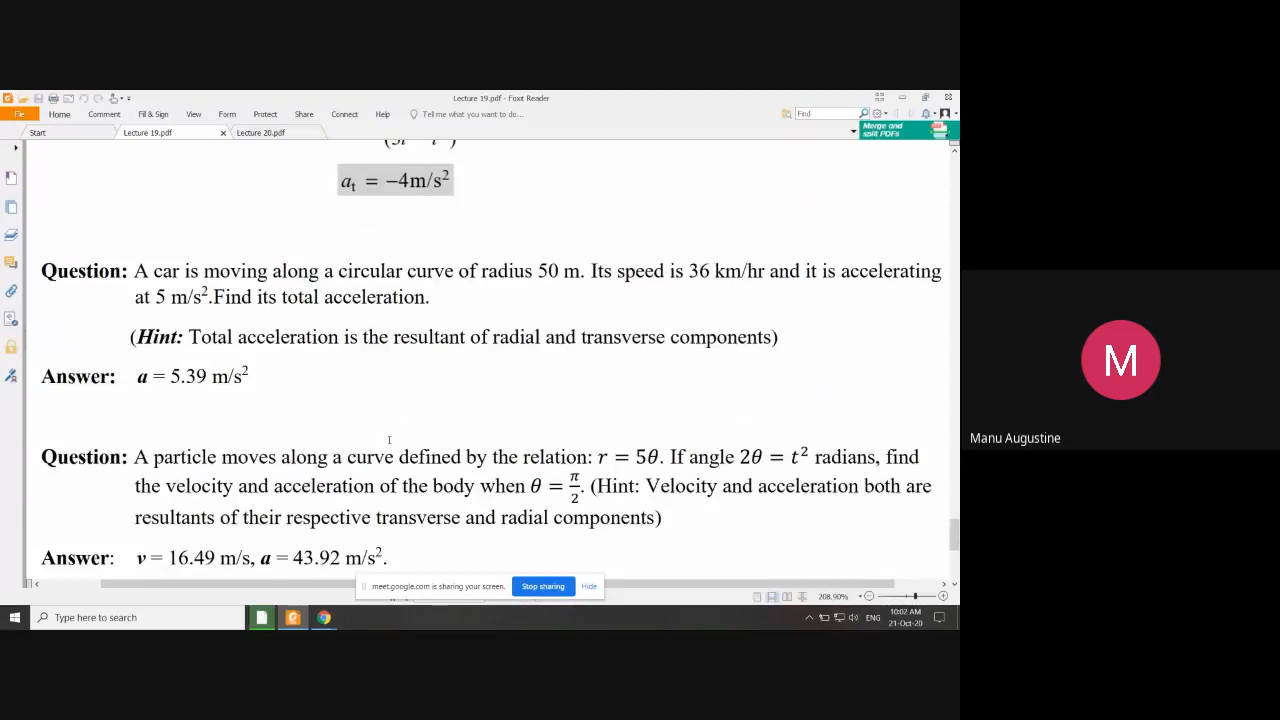 Lecture 19.pdf - Foxit Reader
File Home Comment Fill & Sign View Form Protect Share Connect Help Tell me what you want to do... Find
Merge and split PDFs
Start Lecture 19.pdf Lecture 20.pdf
aₜ = −4m/s²
Question: A car is moving along a circular curve of radius 50 m. Its speed is 36 km/hr and it is accelerating
at 5 m/s².Find its total acceleration.
(Hint: Total acceleration is the resultant of radial and transverse components)
Answer: a = 5.39 m/s²
Question: A particle moves along a curve defined by the relation: r = 5θ. If angle 2θ = t² radians, find
the velocity and acceleration of the body when θ = π/2. (Hint: Velocity and acceleration both are
resultants of their respective transverse and radial components)
Answer: v = 16.49 m/s, a = 43.92 m/s².
meet.google.com is sharing your screen. Stop sharing Hide
208.90%
Type here to search
ENG
10:02 AM
21-Oct-20
M
Manu Augustine